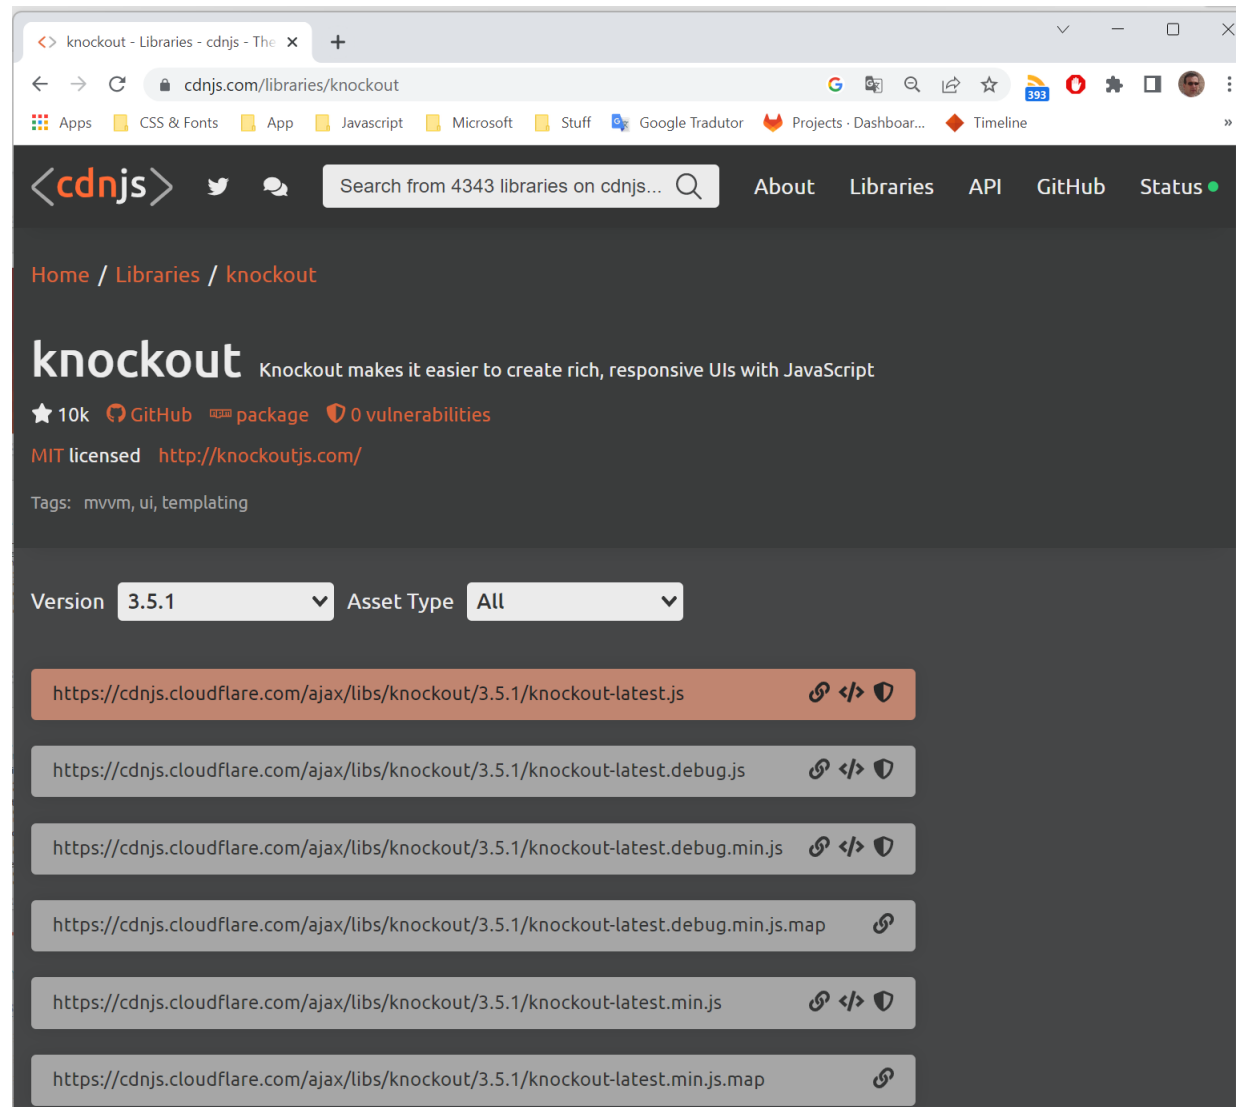 <> knockout - Libraries - cdnjs - The
cdnjs.com/libraries/knockout
393
Apps CSS & Fonts App Javascript Microsoft Stuff Google Tradutor Projects · Dashboar... Timeline »
<cdnjs> Search from 4343 libraries on cdnjs... About Libraries API GitHub Status
Home / Libraries / knockout
knockout Knockout makes it easier to create rich, responsive UIs with JavaScript
10k GitHub npm package 0 vulnerabilities
MIT licensed http://knockoutjs.com/
Tags: mvvm, ui, templating
Version 3.5.1 Asset Type All
https://cdnjs.cloudflare.com/ajax/libs/knockout/3.5.1/knockout-latest.js </>
https://cdnjs.cloudflare.com/ajax/libs/knockout/3.5.1/knockout-latest.debug.js </>
https://cdnjs.cloudflare.com/ajax/libs/knockout/3.5.1/knockout-latest.debug.min.js </>
https://cdnjs.cloudflare.com/ajax/libs/knockout/3.5.1/knockout-latest.debug.min.js.map
https://cdnjs.cloudflare.com/ajax/libs/knockout/3.5.1/knockout-latest.min.js </>
https://cdnjs.cloudflare.com/ajax/libs/knockout/3.5.1/knockout-latest.min.js.map